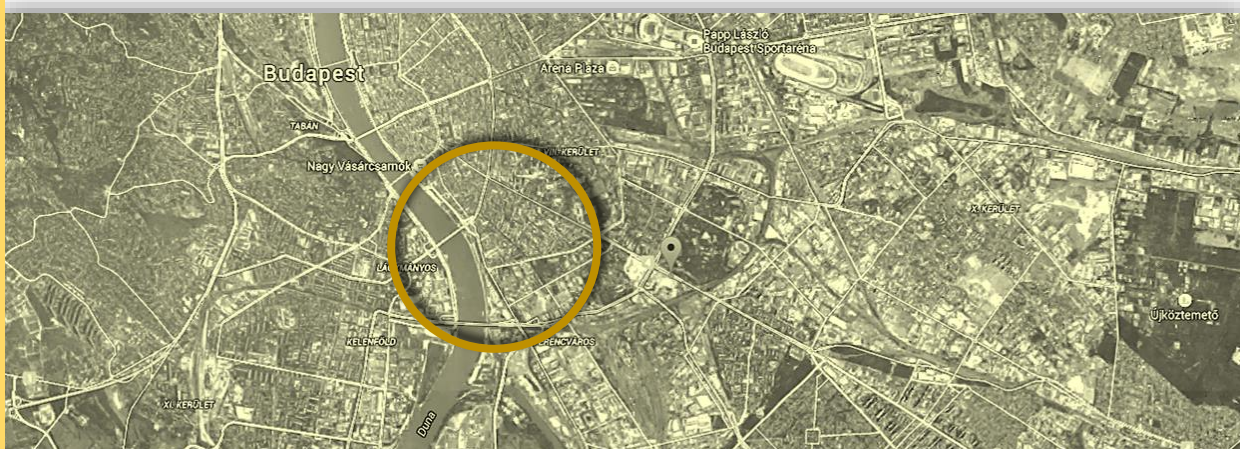 Papp László
Budapest Sportaréna
Aréna Pláza
Budapest
TABÁN
KERÜLET
Nagy Vásárcsarnok
X. KERÜLET
LÁGYMÁNYOS
Újköztemető
KELENFÖLD
FERENCVÁROS
XI. KERÜLET
Duna